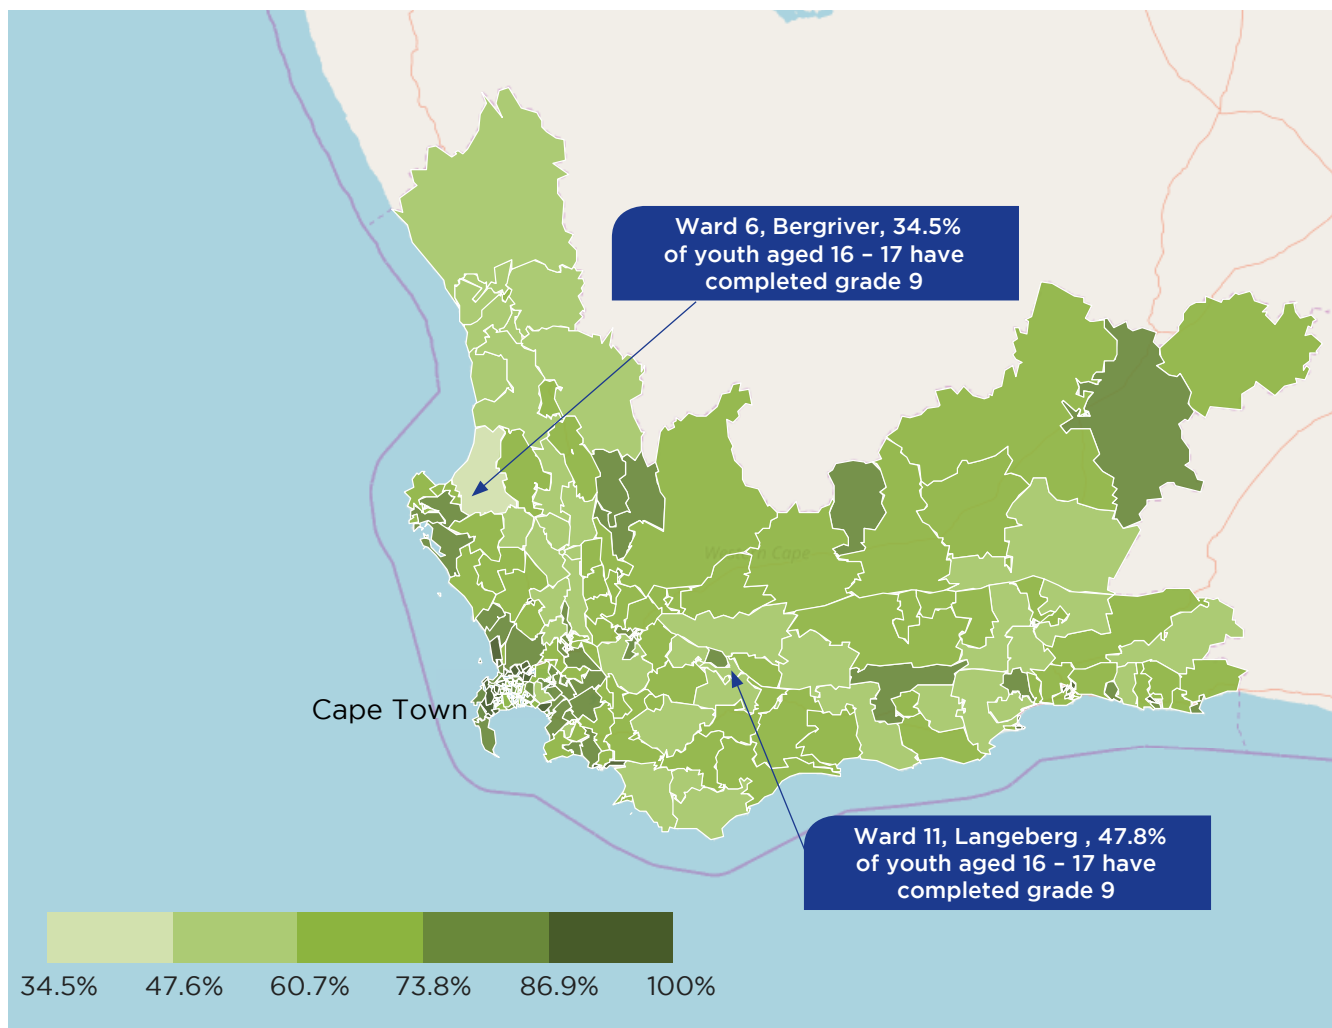 Ward 6, Bergriver, 34.5%
of youth aged 16 – 17 have
completed grade 9
Western Cape
Cape Town
Ward 11, Langeberg , 47.8%
of youth aged 16 – 17 have
completed grade 9
34.5% 47.6% 60.7% 73.8% 86.9% 100%